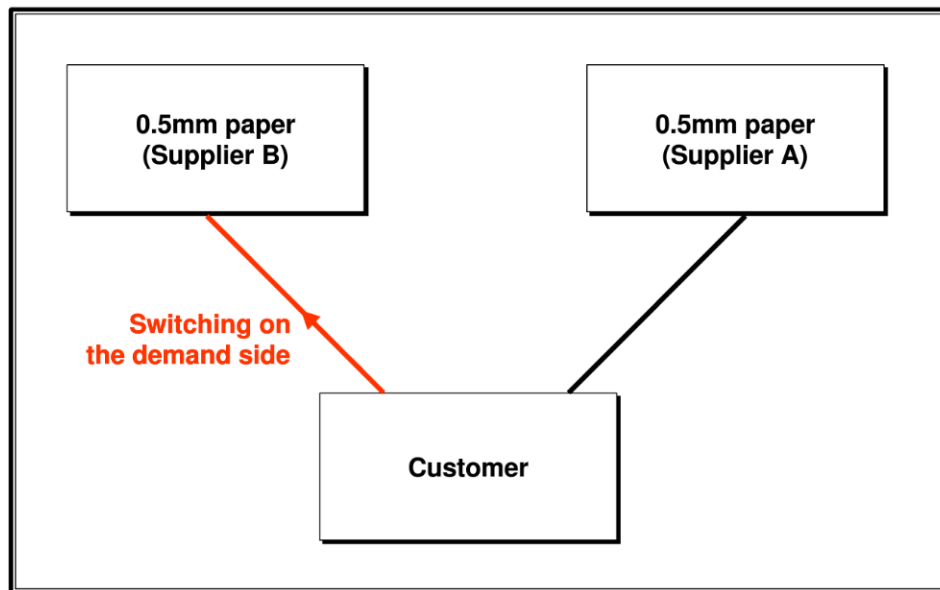 0.5mm paper
(Supplier B)
0.5mm paper
(Supplier A)
Switching on
the demand side
Customer